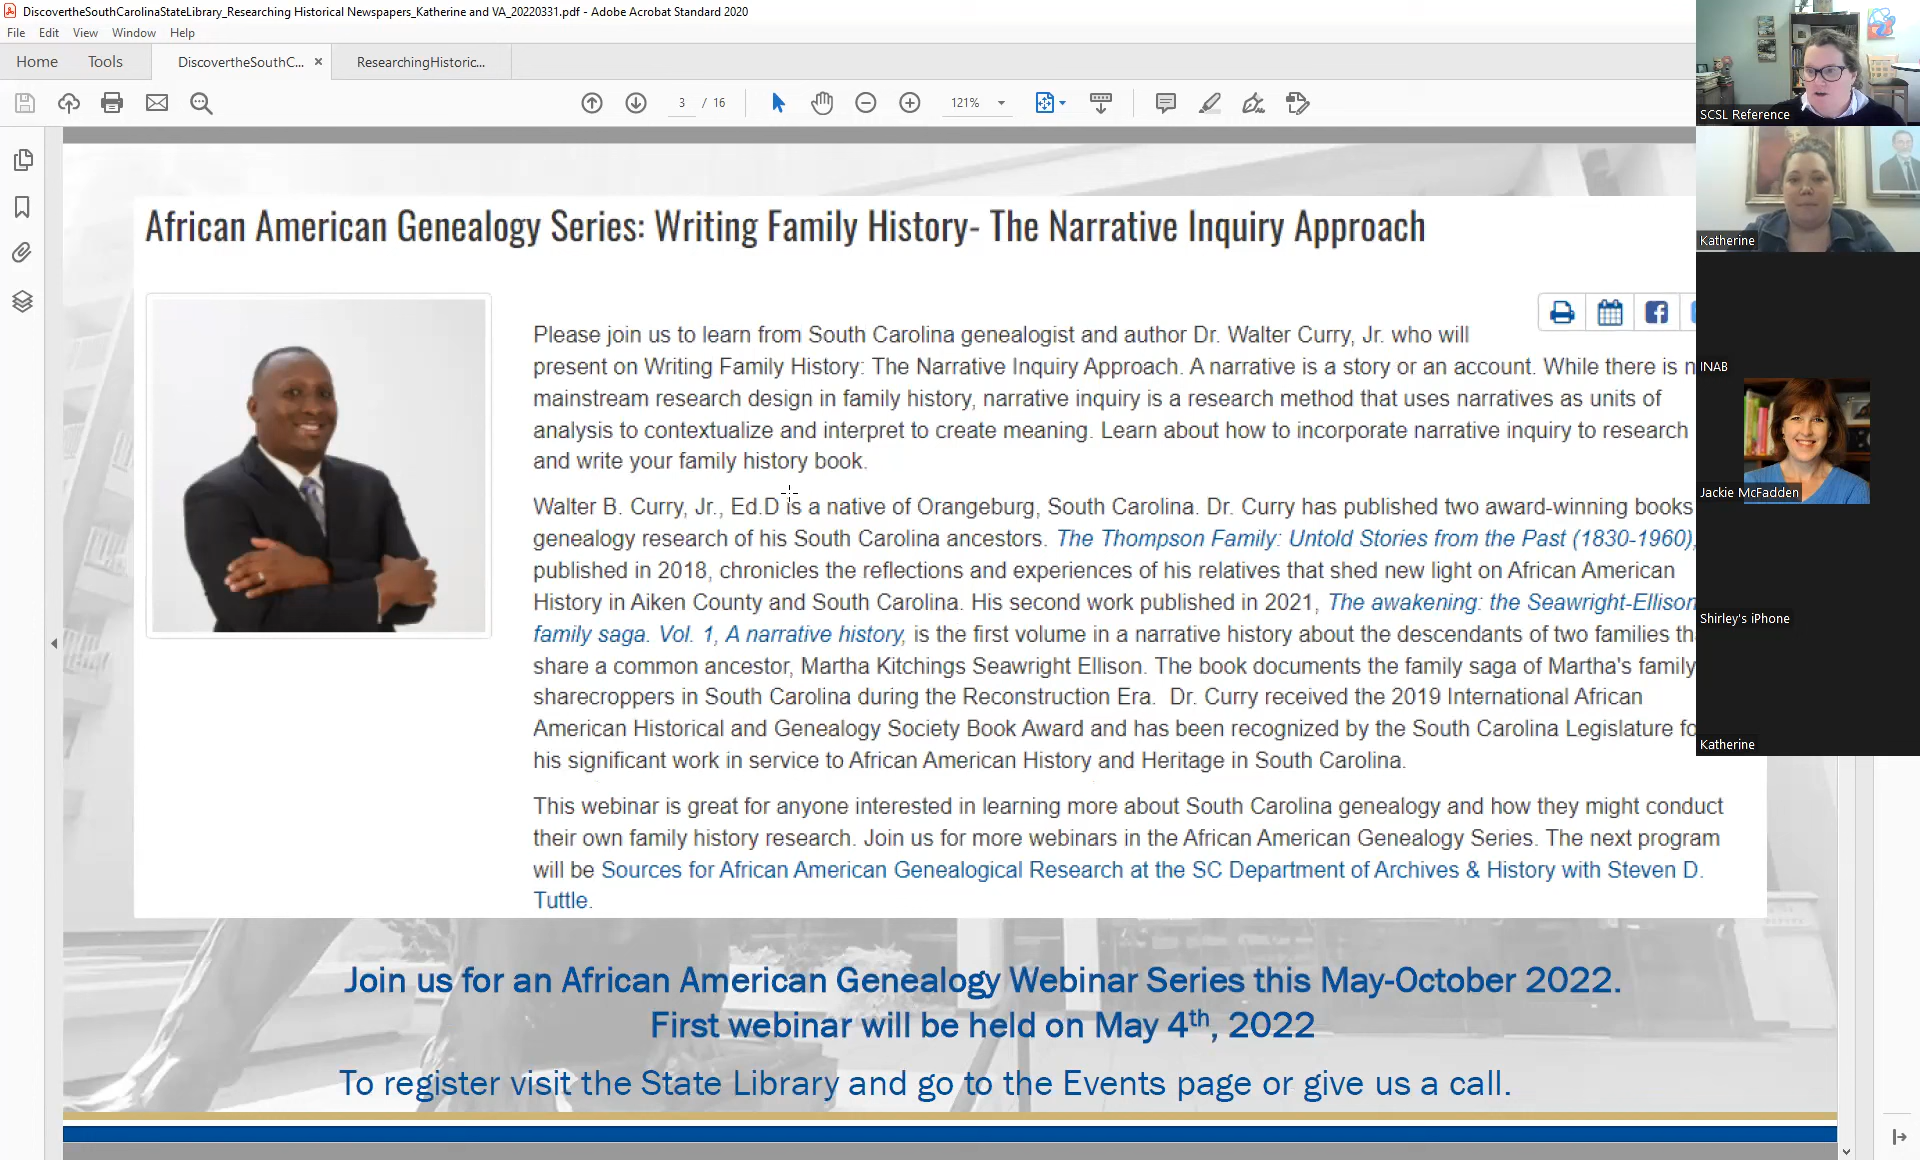 DiscovertheSouthCarolinaStateLibrary_Researching Historical Newspapers_Katherine and VA_20220331.pdf - Adobe Acrobat Standard 2020
File Edit View Window Help
Home Tools DiscovertheSouthC... × ResearchingHistoric...
3 / 16 121%
African American Genealogy Series: Writing Family History- The Narrative Inquiry Approach
Please join us to learn from South Carolina genealogist and author Dr. Walter Curry, Jr. who will
present on Writing Family History: The Narrative Inquiry Approach. A narrative is a story or an account. While there is
mainstream research design in family history, narrative inquiry is a research method that uses narratives as units of
analysis to contextualize and interpret to create meaning. Learn about how to incorporate narrative inquiry to research
and write your family history book.
Walter B. Curry, Jr., Ed.D is a native of Orangeburg, South Carolina. Dr. Curry has published two award-winning books
genealogy research of his South Carolina ancestors. The Thompson Family: Untold Stories from the Past (1830-1960),
published in 2018, chronicles the reflections and experiences of his relatives that shed new light on African American
History in Aiken County and South Carolina. His second work published in 2021, The awakening: the Seawright-Ellison
family saga. Vol. 1, A narrative history, is the first volume in a narrative history about the descendants of two families
share a common ancestor, Martha Kitchings Seawright Ellison. The book documents the family saga of Martha's family
sharecroppers in South Carolina during the Reconstruction Era. Dr. Curry received the 2019 International African
American Historical and Genealogy Society Book Award and has been recognized by the South Carolina Legislature
his significant work in service to African American History and Heritage in South Carolina.
This webinar is great for anyone interested in learning more about South Carolina genealogy and how they might conduct
their own family history research. Join us for more webinars in the African American Genealogy Series. The next program
will be Sources for African American Genealogical Research at the SC Department of Archives & History with Steven D.
Tuttle.
Join us for an African American Genealogy Webinar Series this May-October 2022.
First webinar will be held on May 4th, 2022
To register visit the State Library and go to the Events page or give us a call.
SCSL Reference
Katherine
INAB
Jackie McFadden
Shirley's iPhone
Katherine